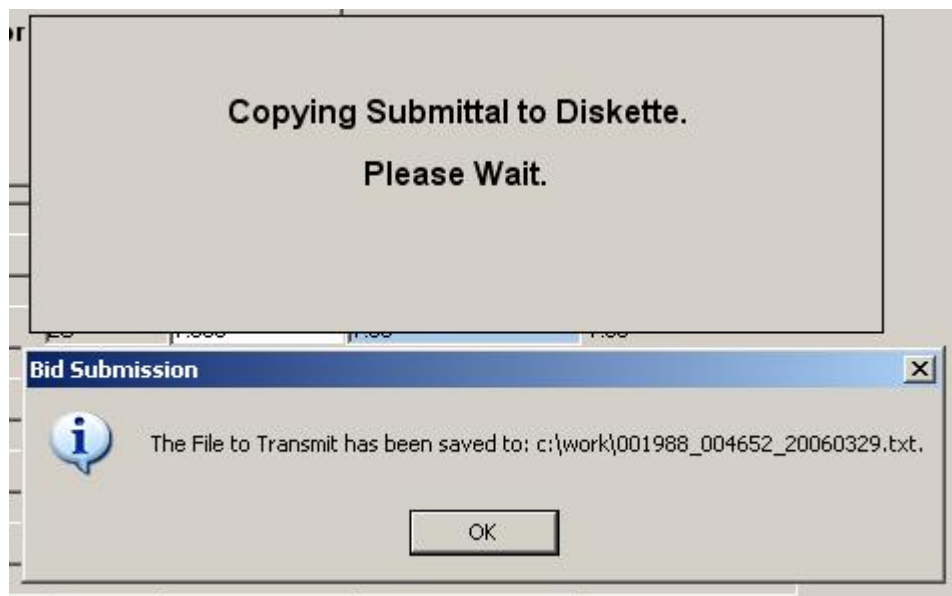 or
Copying Submittal to Diskette.
Please Wait.
Bid Submission
The File to Transmit has been saved to: c:\work\001988_004652_20060329.txt.
OK